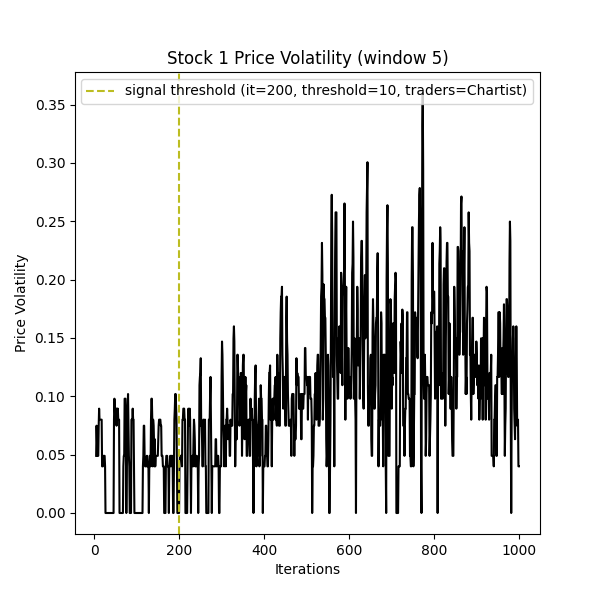 Stock 1 Price Volatility (window 5)
signal threshold (it=200, threshold=10, traders=Chartist)
Price Volatility
0.35
0.30
0.25
0.20
0.15
0.10
0.05
0.00
0 200 400 600 800 1000
Iterations